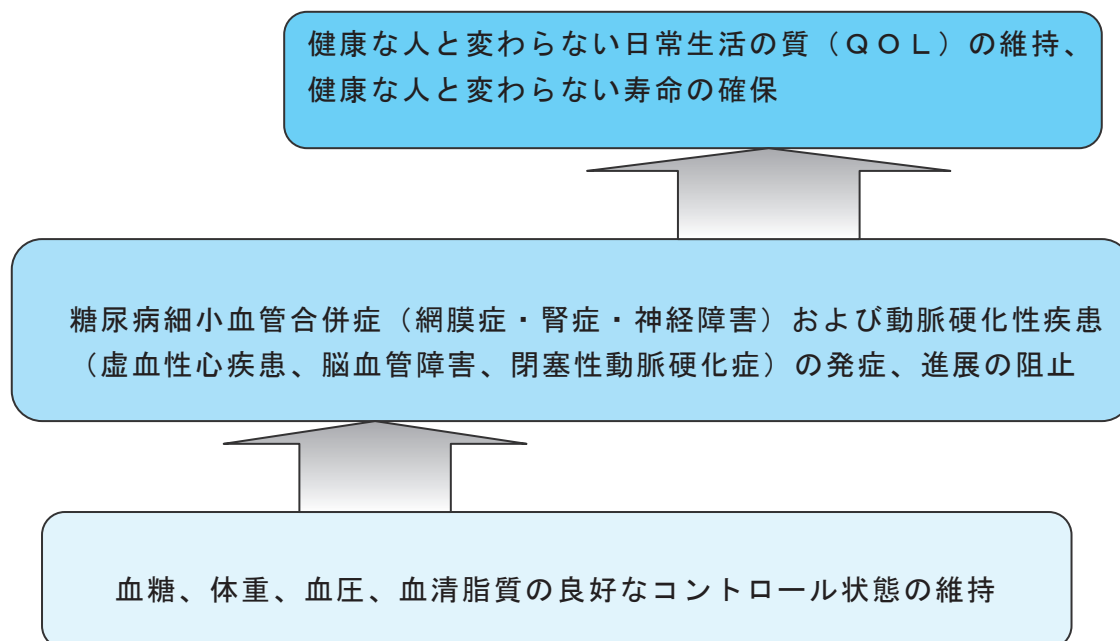 健康な人と変わらない日常生活の質（ＱＯＬ）の維持、
健康な人と変わらない寿命の確保
糖尿病細小血管合併症（網膜症・腎症・神経障害）および動脈硬化性疾患
（虚血性心疾患、脳血管障害、閉塞性動脈硬化症）の発症、進展の阻止
血糖、体重、血圧、血清脂質の良好なコントロール状態の維持